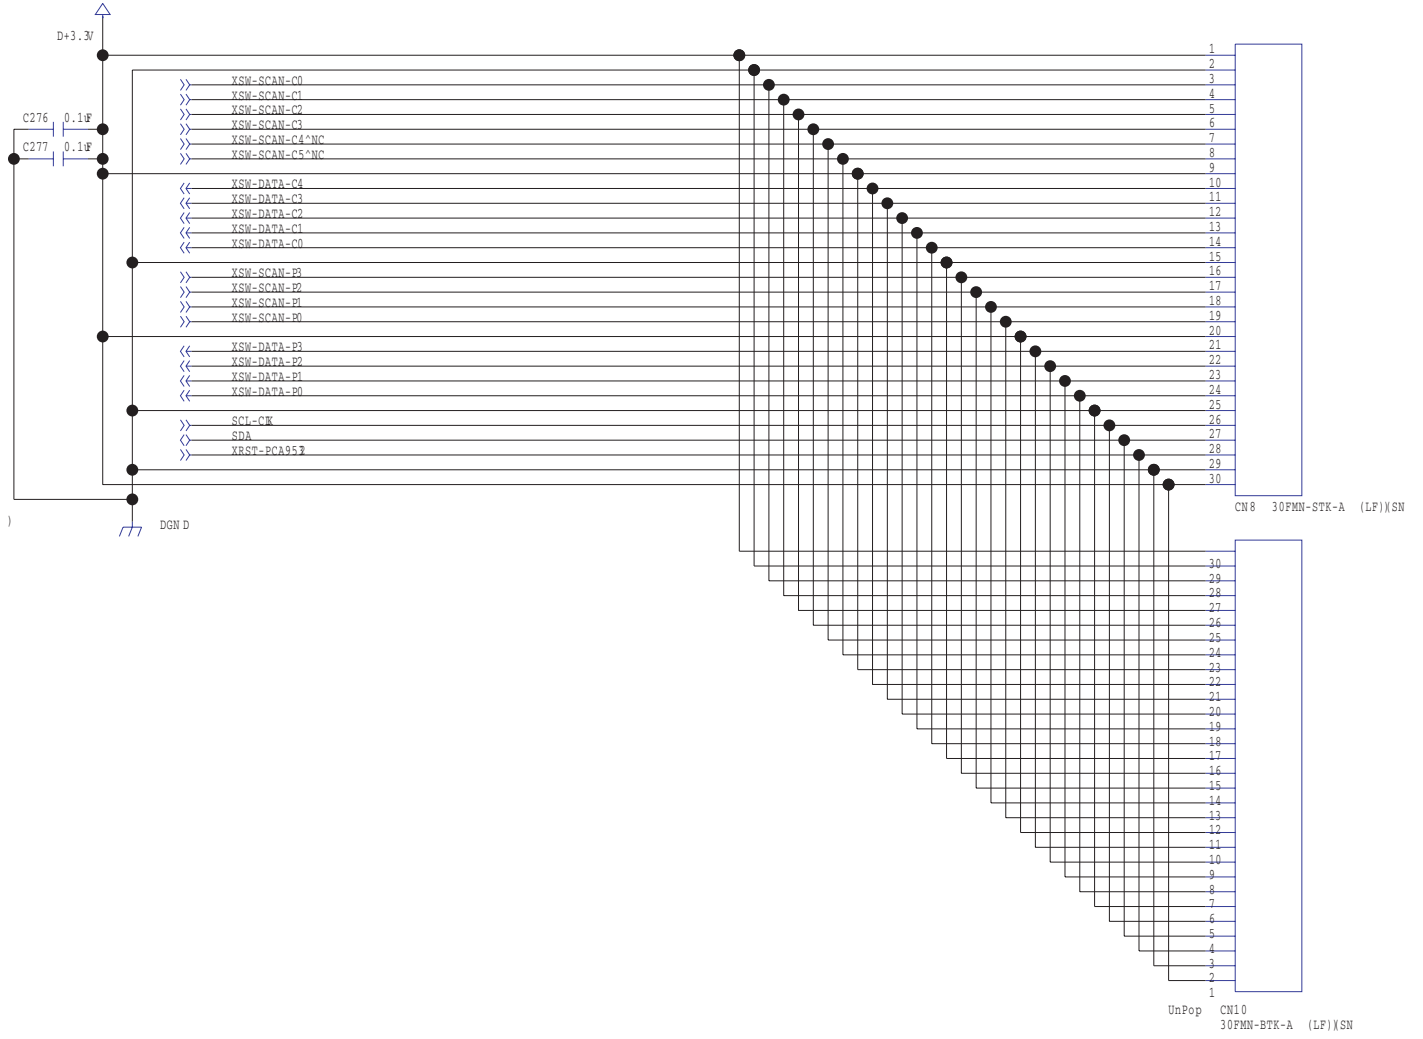 D+3.3V
1
2
XSW-SCAN-C0 3
XSW-SCAN-C1 4
XSW-SCAN-C2 5
C276 0.1uF XSW-SCAN-C3 6
XSW-SCAN-C4^NC 7
C277 0.1uF XSW-SCAN-C5^NC 8
9
XSW-DATA-C4 10
XSW-DATA-C3 11
XSW-DATA-C2 12
XSW-DATA-C1 13
XSW-DATA-C0 14
15
XSW-SCAN-P3 16
XSW-SCAN-P2 17
XSW-SCAN-P1 18
XSW-SCAN-P0 19
20
XSW-DATA-P3 21
XSW-DATA-P2 22
XSW-DATA-P1 23
XSW-DATA-P0 24
25
SCL-CLK 26
SDA 27
XRST-PCA9532 28
29
30
CN8 30FMN-STK-A (LF)(SN
) DGND
30
29
28
27
26
25
24
23
22
21
20
19
18
17
16
15
14
13
12
11
10
9
8
7
6
5
4
3
2
1
UnPop CN10
30FMN-BTK-A (LF)(SN